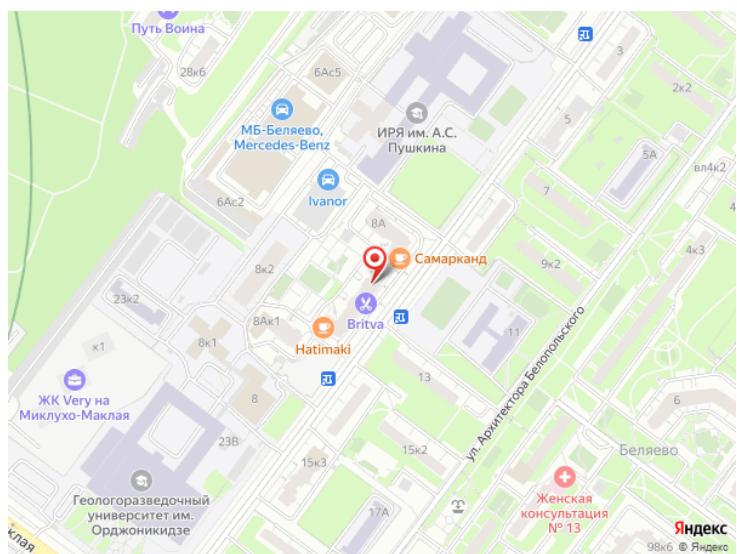 Путь Воина
28к6
6Ас5
3
2к2
МБ-Беляево,
Mercedes-Benz
ИРЯ им. А.С.
Пушкина
5
5А
вл4к2
Ivanor
6Ас2
7
8А
4к3
Самарканд
8к2
9к2
23к2
Britva
8Ак1
11
Hatimaki
8к1
к1
ул. Архитектора Белопольского
ЖК Very на
Миклухо-Маклая
8
13
6
23В
15к2
Беляево
15к3
Геологоразведочный
университет им.
Орджоникидзе
Женская
консультация
№ 13
17А
клая
98к6
Яндекс
© Яндекс